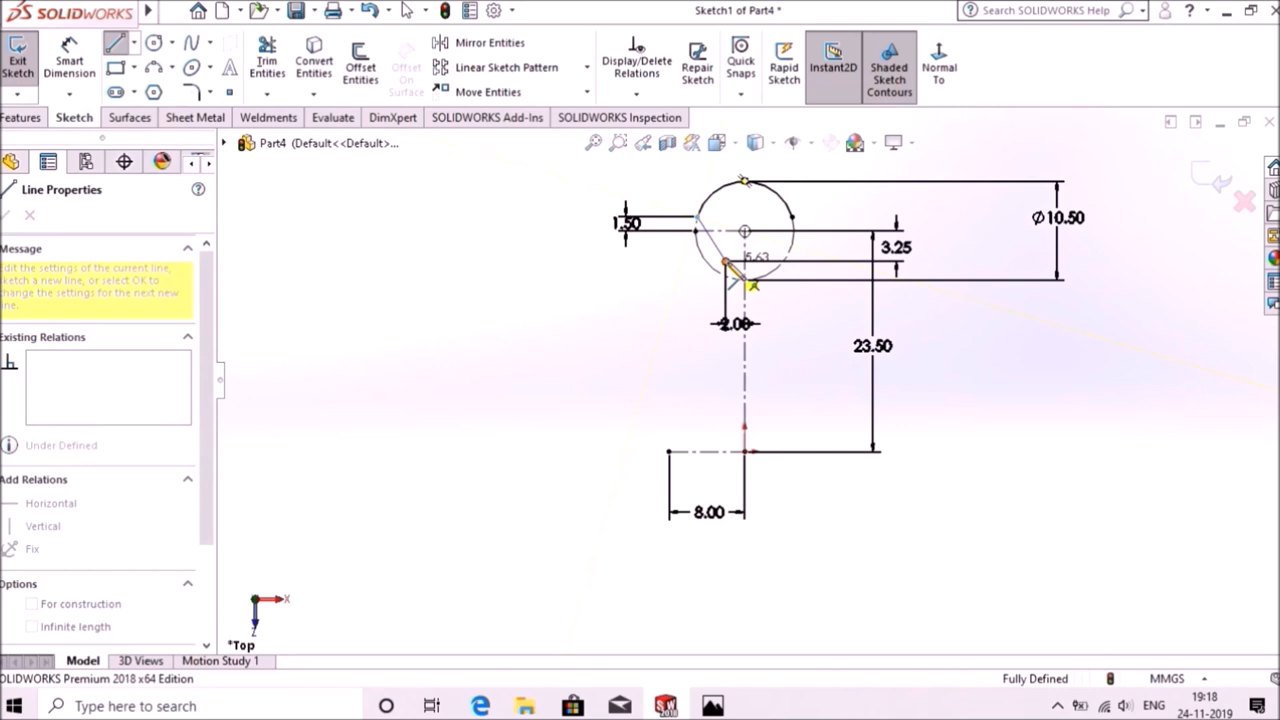 SOLIDWORKS
Sketch1 of Part4 *
Search SOLIDWORKS Help
Exit Sketch
Smart Dimension
Trim Entities
Convert Entities
Offset Entities
Offset On Surface
Mirror Entities
Linear Sketch Pattern
Move Entities
Display/Delete Relations
Repair Sketch
Quick Snaps
Rapid Sketch
Instant2D
Shaded Sketch Contours
Normal To
Features Sketch Surfaces Sheet Metal Weldments Evaluate DimXpert SOLIDWORKS Add-Ins SOLIDWORKS Inspection
Part4 (Default<<Default>...
Line Properties
Message
Edit the settings of the current line,
sketch a new line, or select OK to
change the settings for the next new
line.
Existing Relations
Under Defined
Add Relations
Horizontal
Vertical
Fix
Options
For construction
Infinite length
1.50
Ø10.50
3.25
5.63
2.00
23.50
8.00
X
Z
*Top
Model 3D Views Motion Study 1
OLIDWORKS Premium 2018 x64 Edition
Fully Defined
MMGS
Type here to search
SW
2018
ENG
19:18
24-11-2019